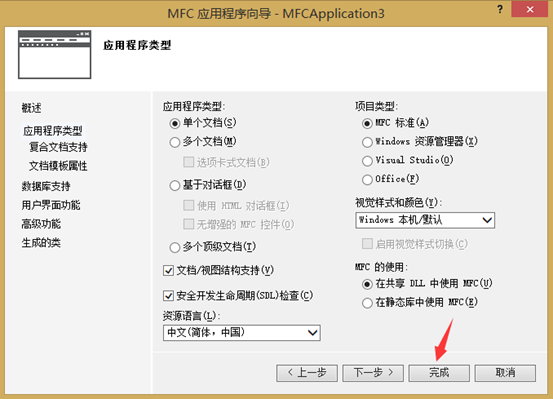 MFC 应用程序向导 - MFCApplication3
?
应用程序类型
概述
应用程序类型
复合文档支持
文档模板属性
数据库支持
用户界面功能
高级功能
生成的类
应用程序类型:
单个文档(S)
多个文档(M)
选项卡式文档(B)
基于对话框(D)
使用 HTML 对话框(I)
无增强的 MFC 控件(O)
多个顶级文档(T)
文档/视图结构支持(V)
安全开发生命周期(SDL)检查(C)
资源语言(L):
中文(简体，中国)
项目类型:
MFC 标准(A)
Windows 资源管理器(X)
Visual Studio(O)
Office(F)
视觉样式和颜色(Y):
Windows 本机/默认
启用视觉样式切换(C)
MFC 的使用:
在共享 DLL 中使用 MFC(U)
在静态库中使用 MFC(E)
< 上一步
下一步 >
完成
取消